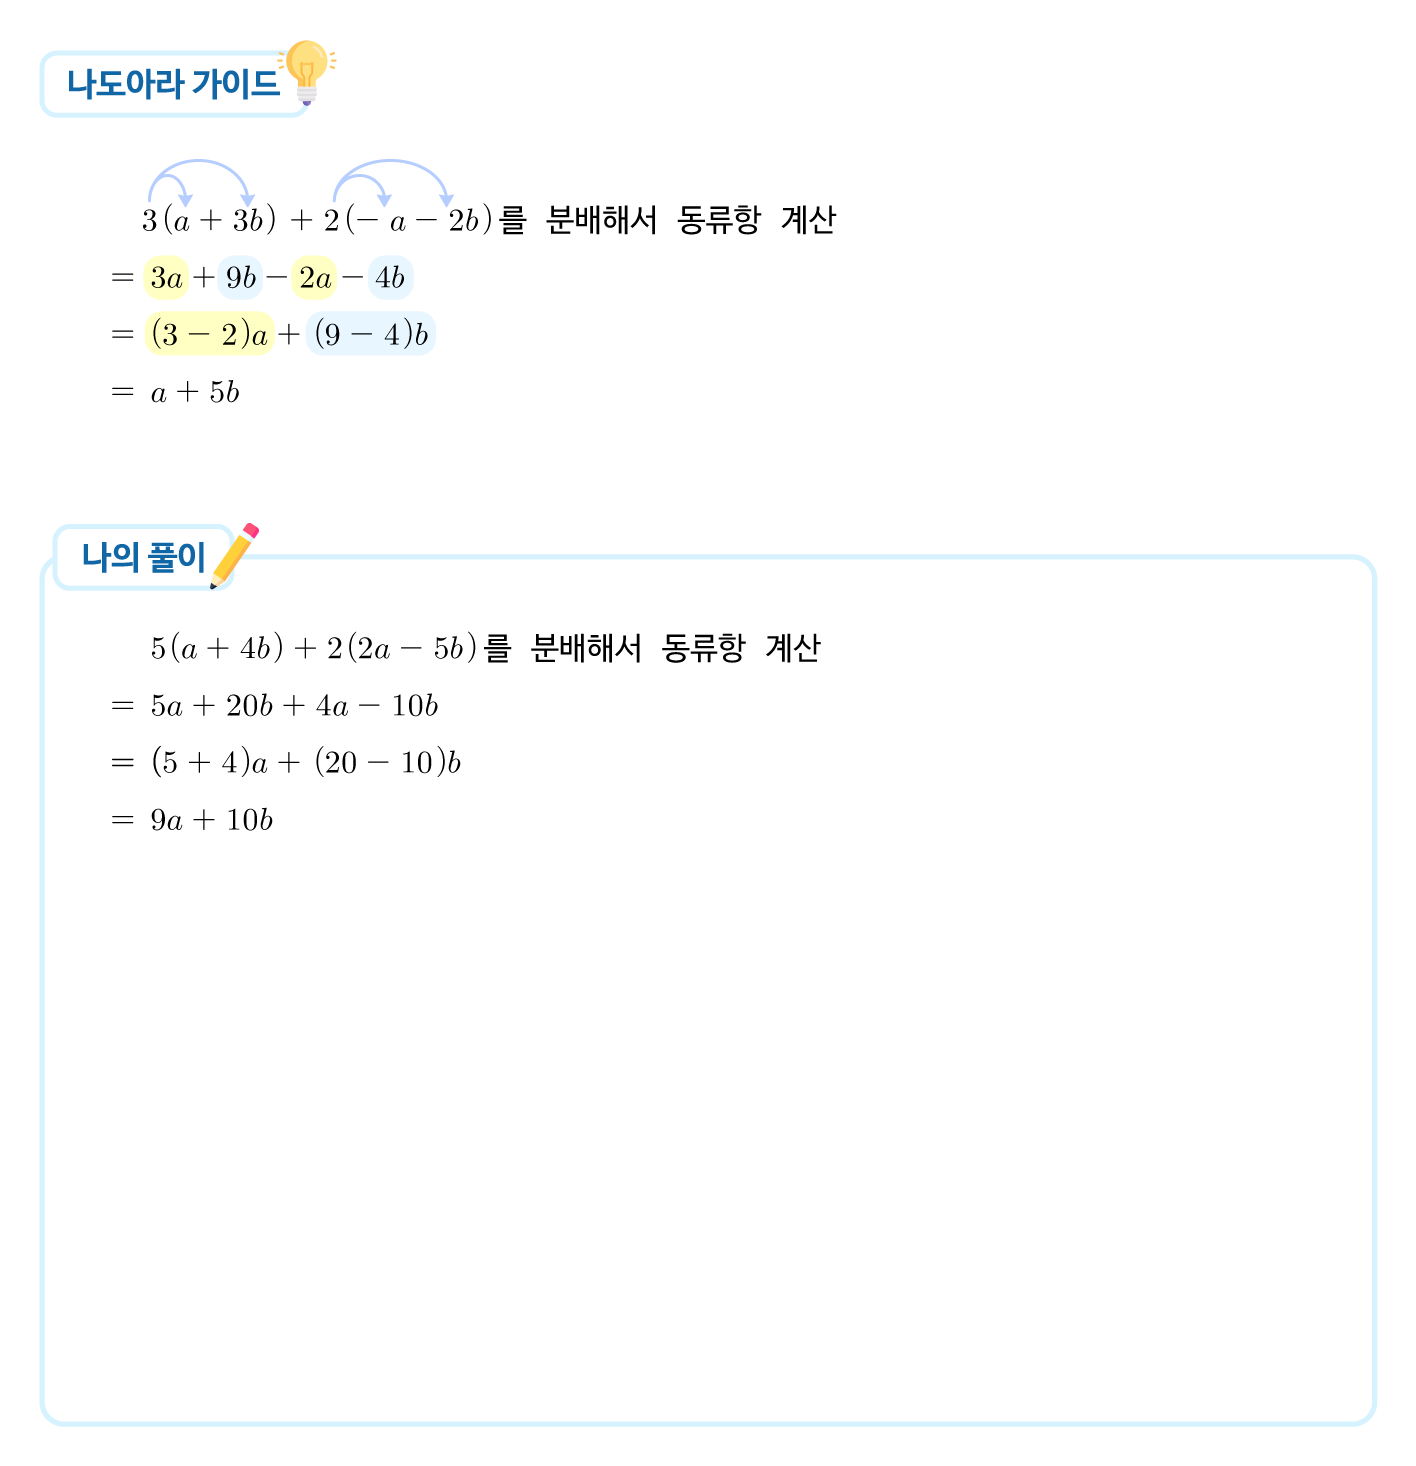 나도아라 가이드
3(a + 3b) + 2(− a − 2b)를 분배해서 동류항 계산
= 3a + 9b − 2a − 4b
= (3 − 2)a + (9 − 4)b
= a + 5b
나의 풀이
5(a + 4b) + 2(2a − 5b)를 분배해서 동류항 계산
= 5a + 20b + 4a − 10b
= (5 + 4)a + (20 − 10)b
= 9a + 10b